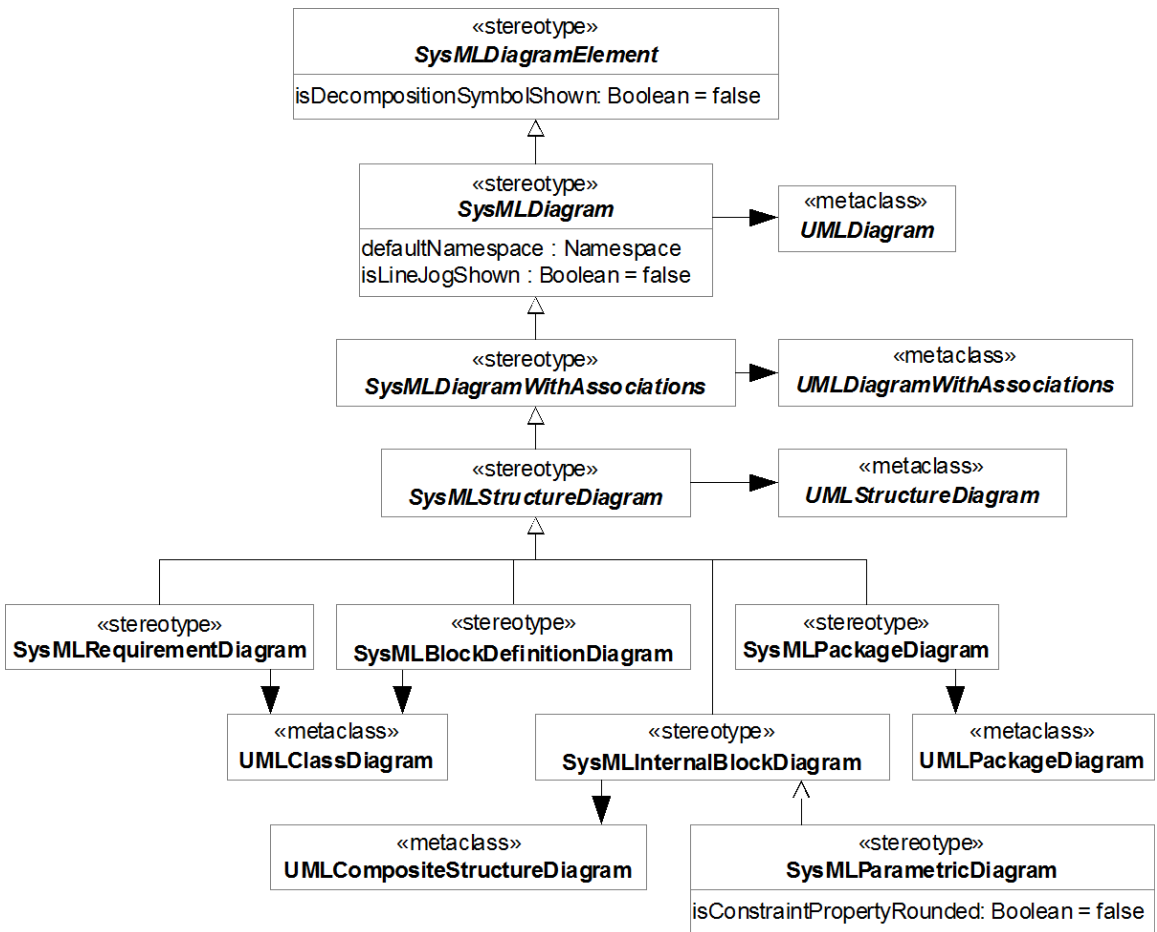 «stereotype»
SysMLDiagramElement
isDecompositionSymbolShown: Boolean = false
«stereotype»
SysMLDiagram
defaultNamespace : Namespace
isLineJogShown : Boolean = false
«metaclass»
UMLDiagram
«stereotype»
SysMLDiagramWithAssociations
«metaclass»
UMLDiagramWithAssociations
«stereotype»
SysMLStructureDiagram
«metaclass»
UMLStructureDiagram
«stereotype»
SysMLRequirementDiagram
«stereotype»
SysMLBlockDefinitionDiagram
«stereotype»
SysMLPackageDiagram
«metaclass»
UMLClassDiagram
«stereotype»
SysMLInternalBlockDiagram
«metaclass»
UMLPackageDiagram
«metaclass»
UMLCompositeStructureDiagram
«stereotype»
SysMLParametricDiagram
isConstraintPropertyRounded: Boolean = false